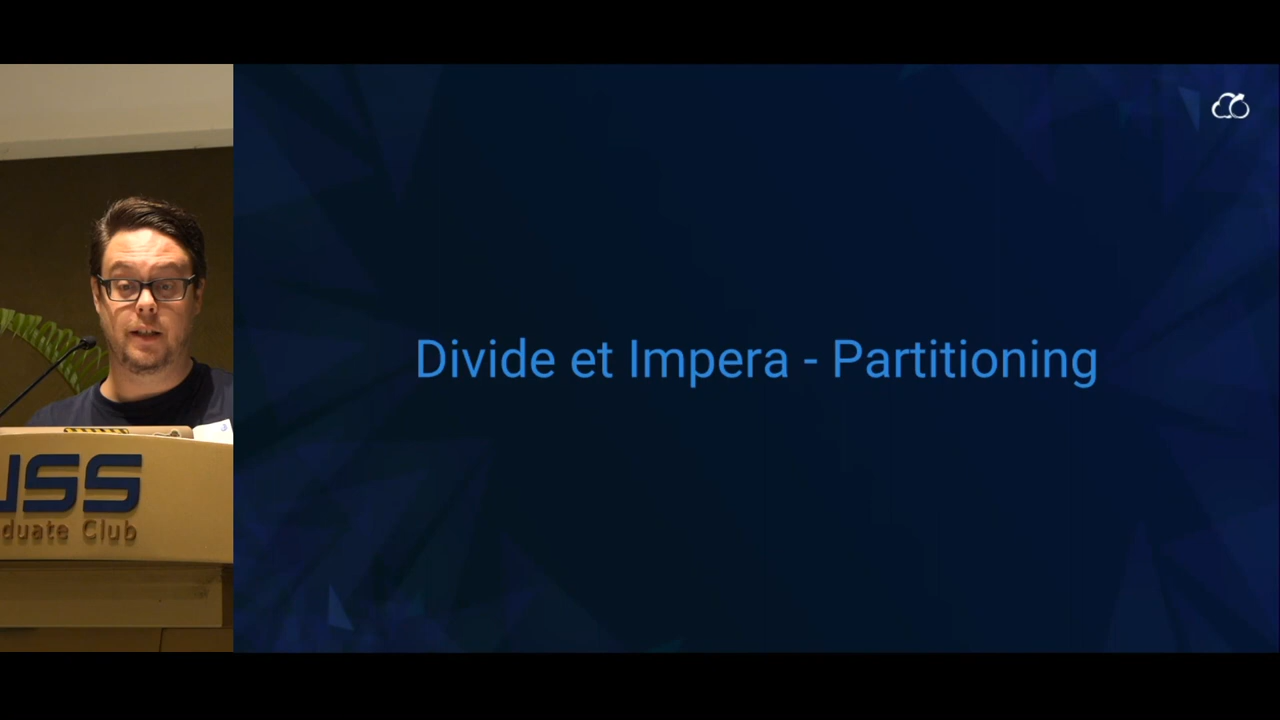 Divide et Impera - Partitioning
USS
duate Club